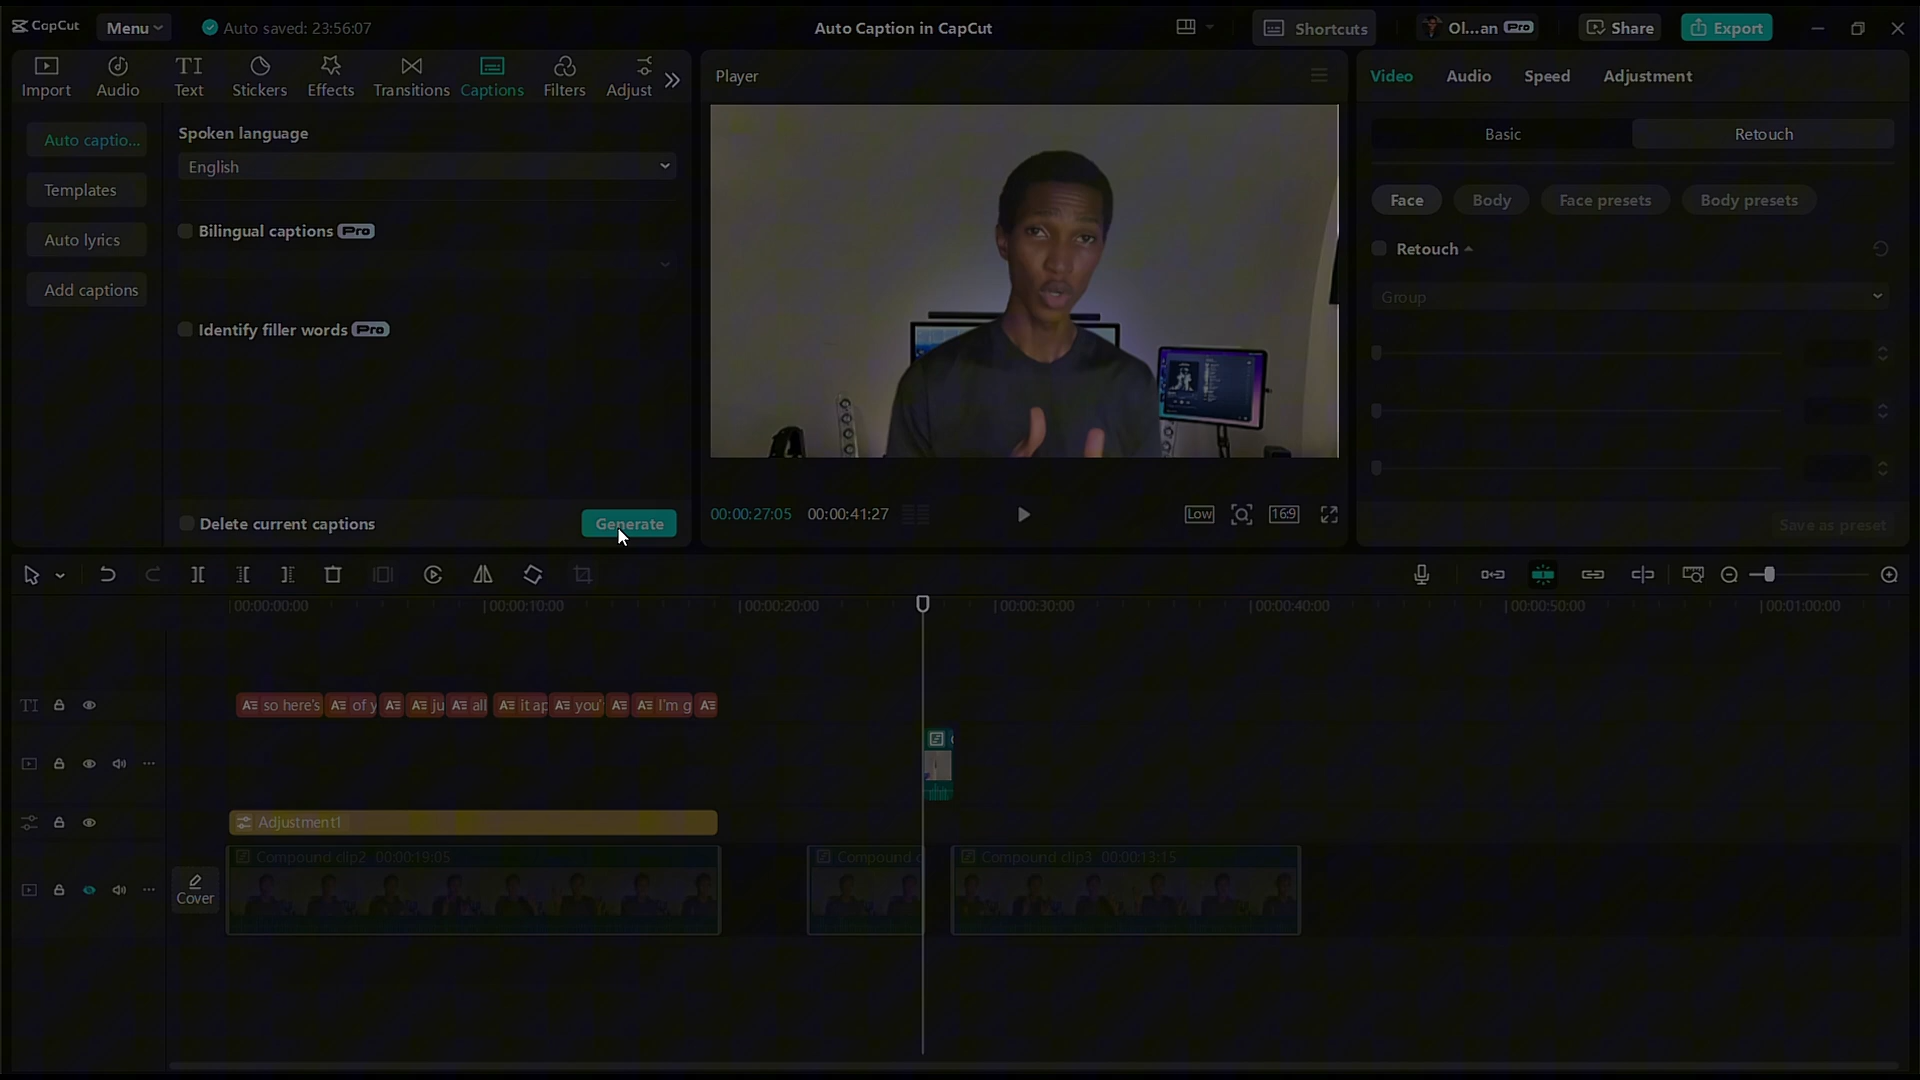 CapCut
Menu
Auto saved: 23:56:07
Auto Caption in CapCut
Shortcuts
Ol...an Pro
Share
Export
Import
Audio
Text
Stickers
Effects
Transitions
Captions
Filters
Adjust
Player
Video
Audio
Speed
Adjustment
Auto captio...
Templates
Auto lyrics
Add captions
Spoken language
English
Bilingual captions Pro
Identify filler words Pro
Delete current captions
Generate
00:00:27:05
00:00:41:27
Low
16:9
Basic
Retouch
Face
Body
Face presets
Body presets
Retouch
Group
Save as preset
00:00:00:00
00:00:10:00
00:00:20:00
00:00:30:00
00:00:40:00
00:00:50:00
00:01:00:00
TI
so here's
of y
ju
all
it ap
you'
I'm g
Adjustment1
Cover
Compound clip2 00:00:19:05
Compound c
Compound clip3 00:00:13:15